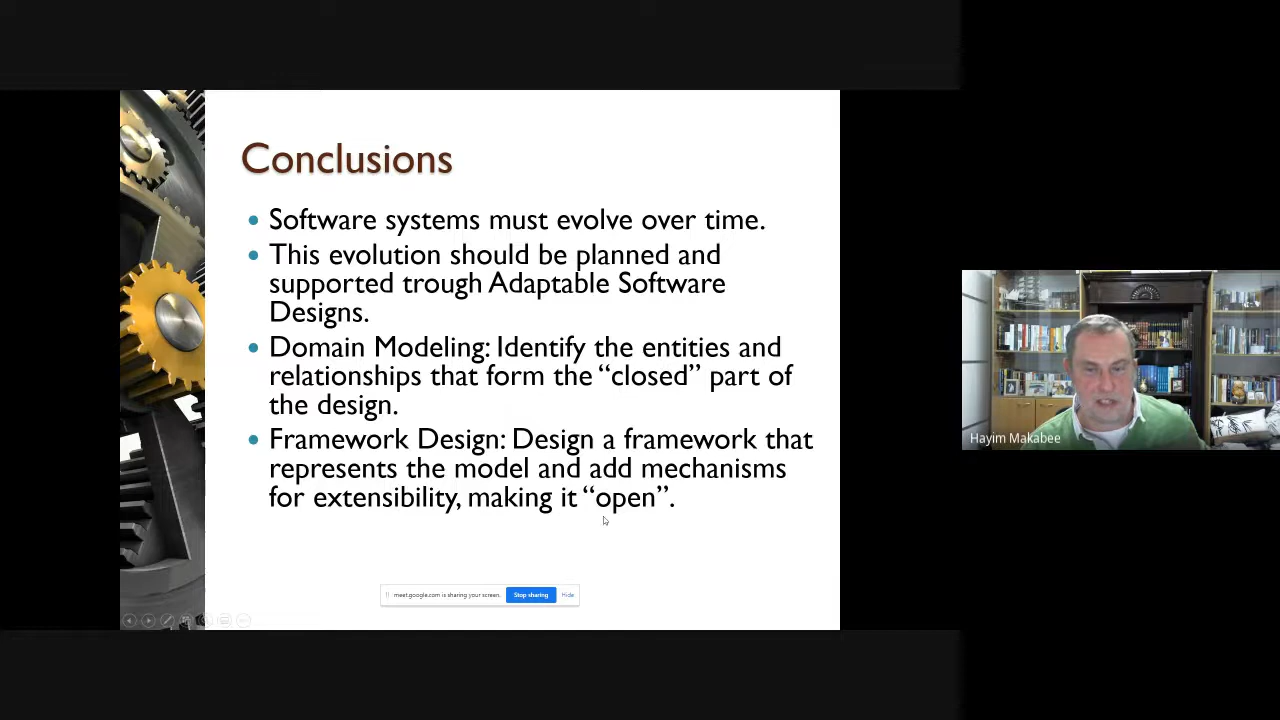 Conclusions
• Software systems must evolve over time.
• This evolution should be planned and
supported trough Adaptable Software
Designs.
• Domain Modeling: Identify the entities and
relationships that form the “closed” part of
the design.
• Framework Design: Design a framework that
represents the model and add mechanisms
for extensibility, making it “open”.
Hayim Makabee
meet.google.com is sharing your screen.
Stop sharing
Hide